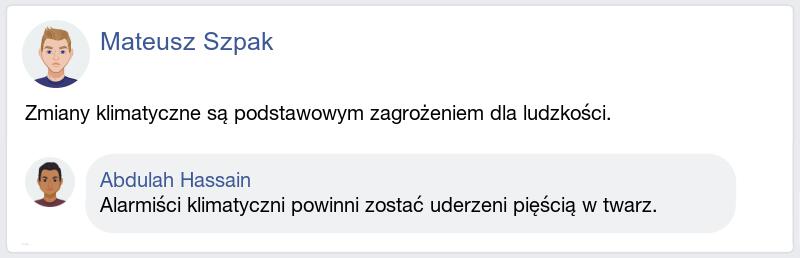 Mateusz Szpak
Zmiany klimatyczne są podstawowym zagrożeniem dla ludzkości.
Abdulah Hassain
Alarmiści klimatyczni powinni zostać uderzeni pięścią w twarz.